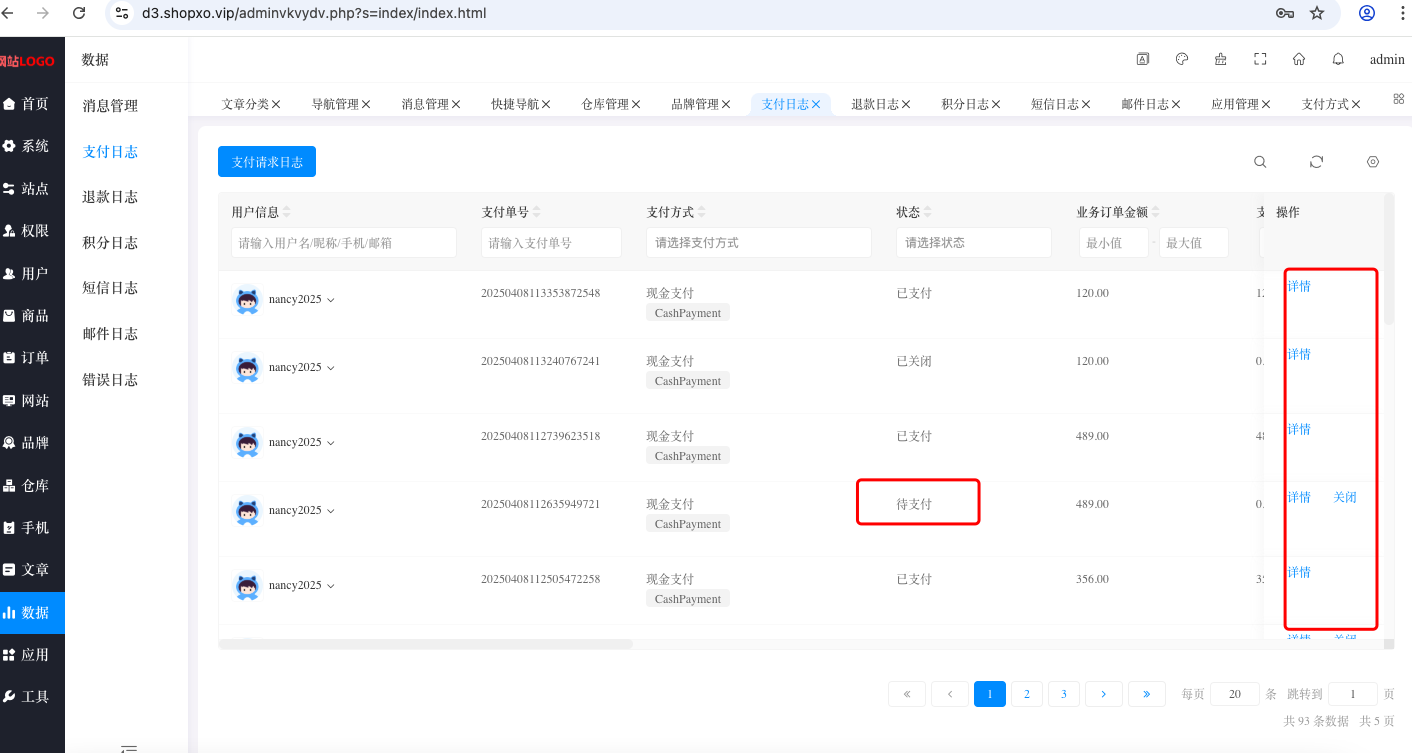 d3.shopxo.vip/adminvkvydv.php?s=index/index.html
网站LOGO
首页
系统
站点
权限
用户
商品
订单
网站
品牌
仓库
手机
文章
数据
应用
工具
数据
消息管理
支付日志
退款日志
积分日志
短信日志
邮件日志
错误日志
admin
文章分类 导航管理 消息管理 快捷导航 仓库管理 品牌管理 支付日志 退款日志 积分日志 短信日志 邮件日志 应用管理 支付方式
支付请求日志
用户信息 支付单号 支付方式 状态 业务订单金额 支 操作
请输入用户名/昵称/手机/邮箱 请输入支付单号 请选择支付方式 请选择状态 最小值 - 最大值
nancy2025 20250408113353872548 现金支付 已支付 120.00 12 详情
CashPayment
nancy2025 20250408113240767241 现金支付 已关闭 120.00 0. 详情
CashPayment
nancy2025 20250408112739623518 现金支付 已支付 489.00 48 详情
CashPayment
nancy2025 20250408112635949721 现金支付 待支付 489.00 0. 详情 关闭
CashPayment
nancy2025 20250408112505472258 现金支付 已支付 356.00 35 详情
CashPayment
详情 关闭
« ‹ 1 2 3 › » 每页 20 条 跳转到 1 页
共 93 条数据 共 5 页